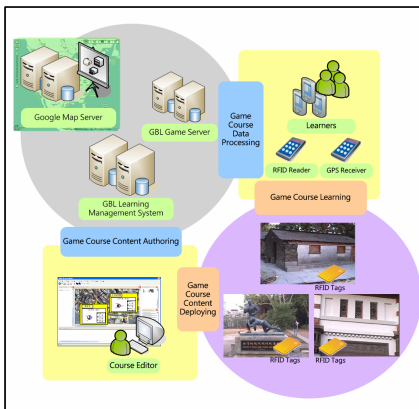 Google Map Server
GBL Game Server
GBL Learning
Management System
Game
Course
Data
Processing
Learners
RFID Reader
GPS Receiver
Game Course Learning
Game Course Content Authoring
Game
Course
Content
Deploying
Course Editor
RFID Tags
RFID Tags
RFID Tags